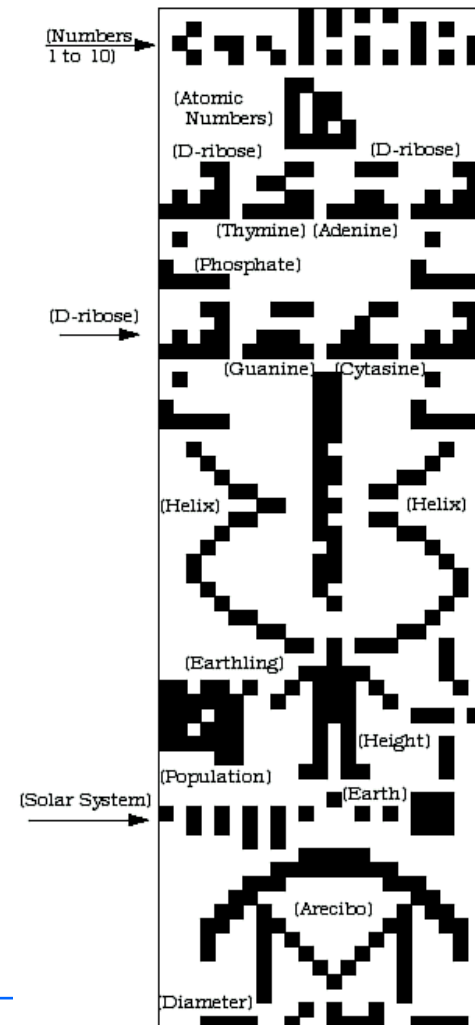 (Numbers
1 to 10)
(Atomic
Numbers)
(D-ribose)
(D-ribose)
(Thymine) (Adenine)
(Phosphate)
(D-ribose)
(Guanine) (Cytasine)
(Helix)
(Helix)
(Earthling)
(Height)
(Population)
(Earth)
(Solar System)
(Arecibo)
(Diameter)